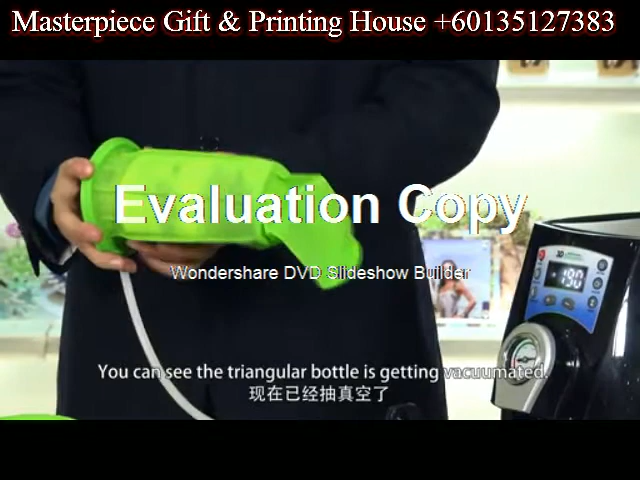 Masterpiece Gift & Printing House +60135127383
Evaluation Copy
Wondershare DVD Slideshow Builder
190
You can see the triangular bottle is getting vacuumated.
现在已经抽真空了